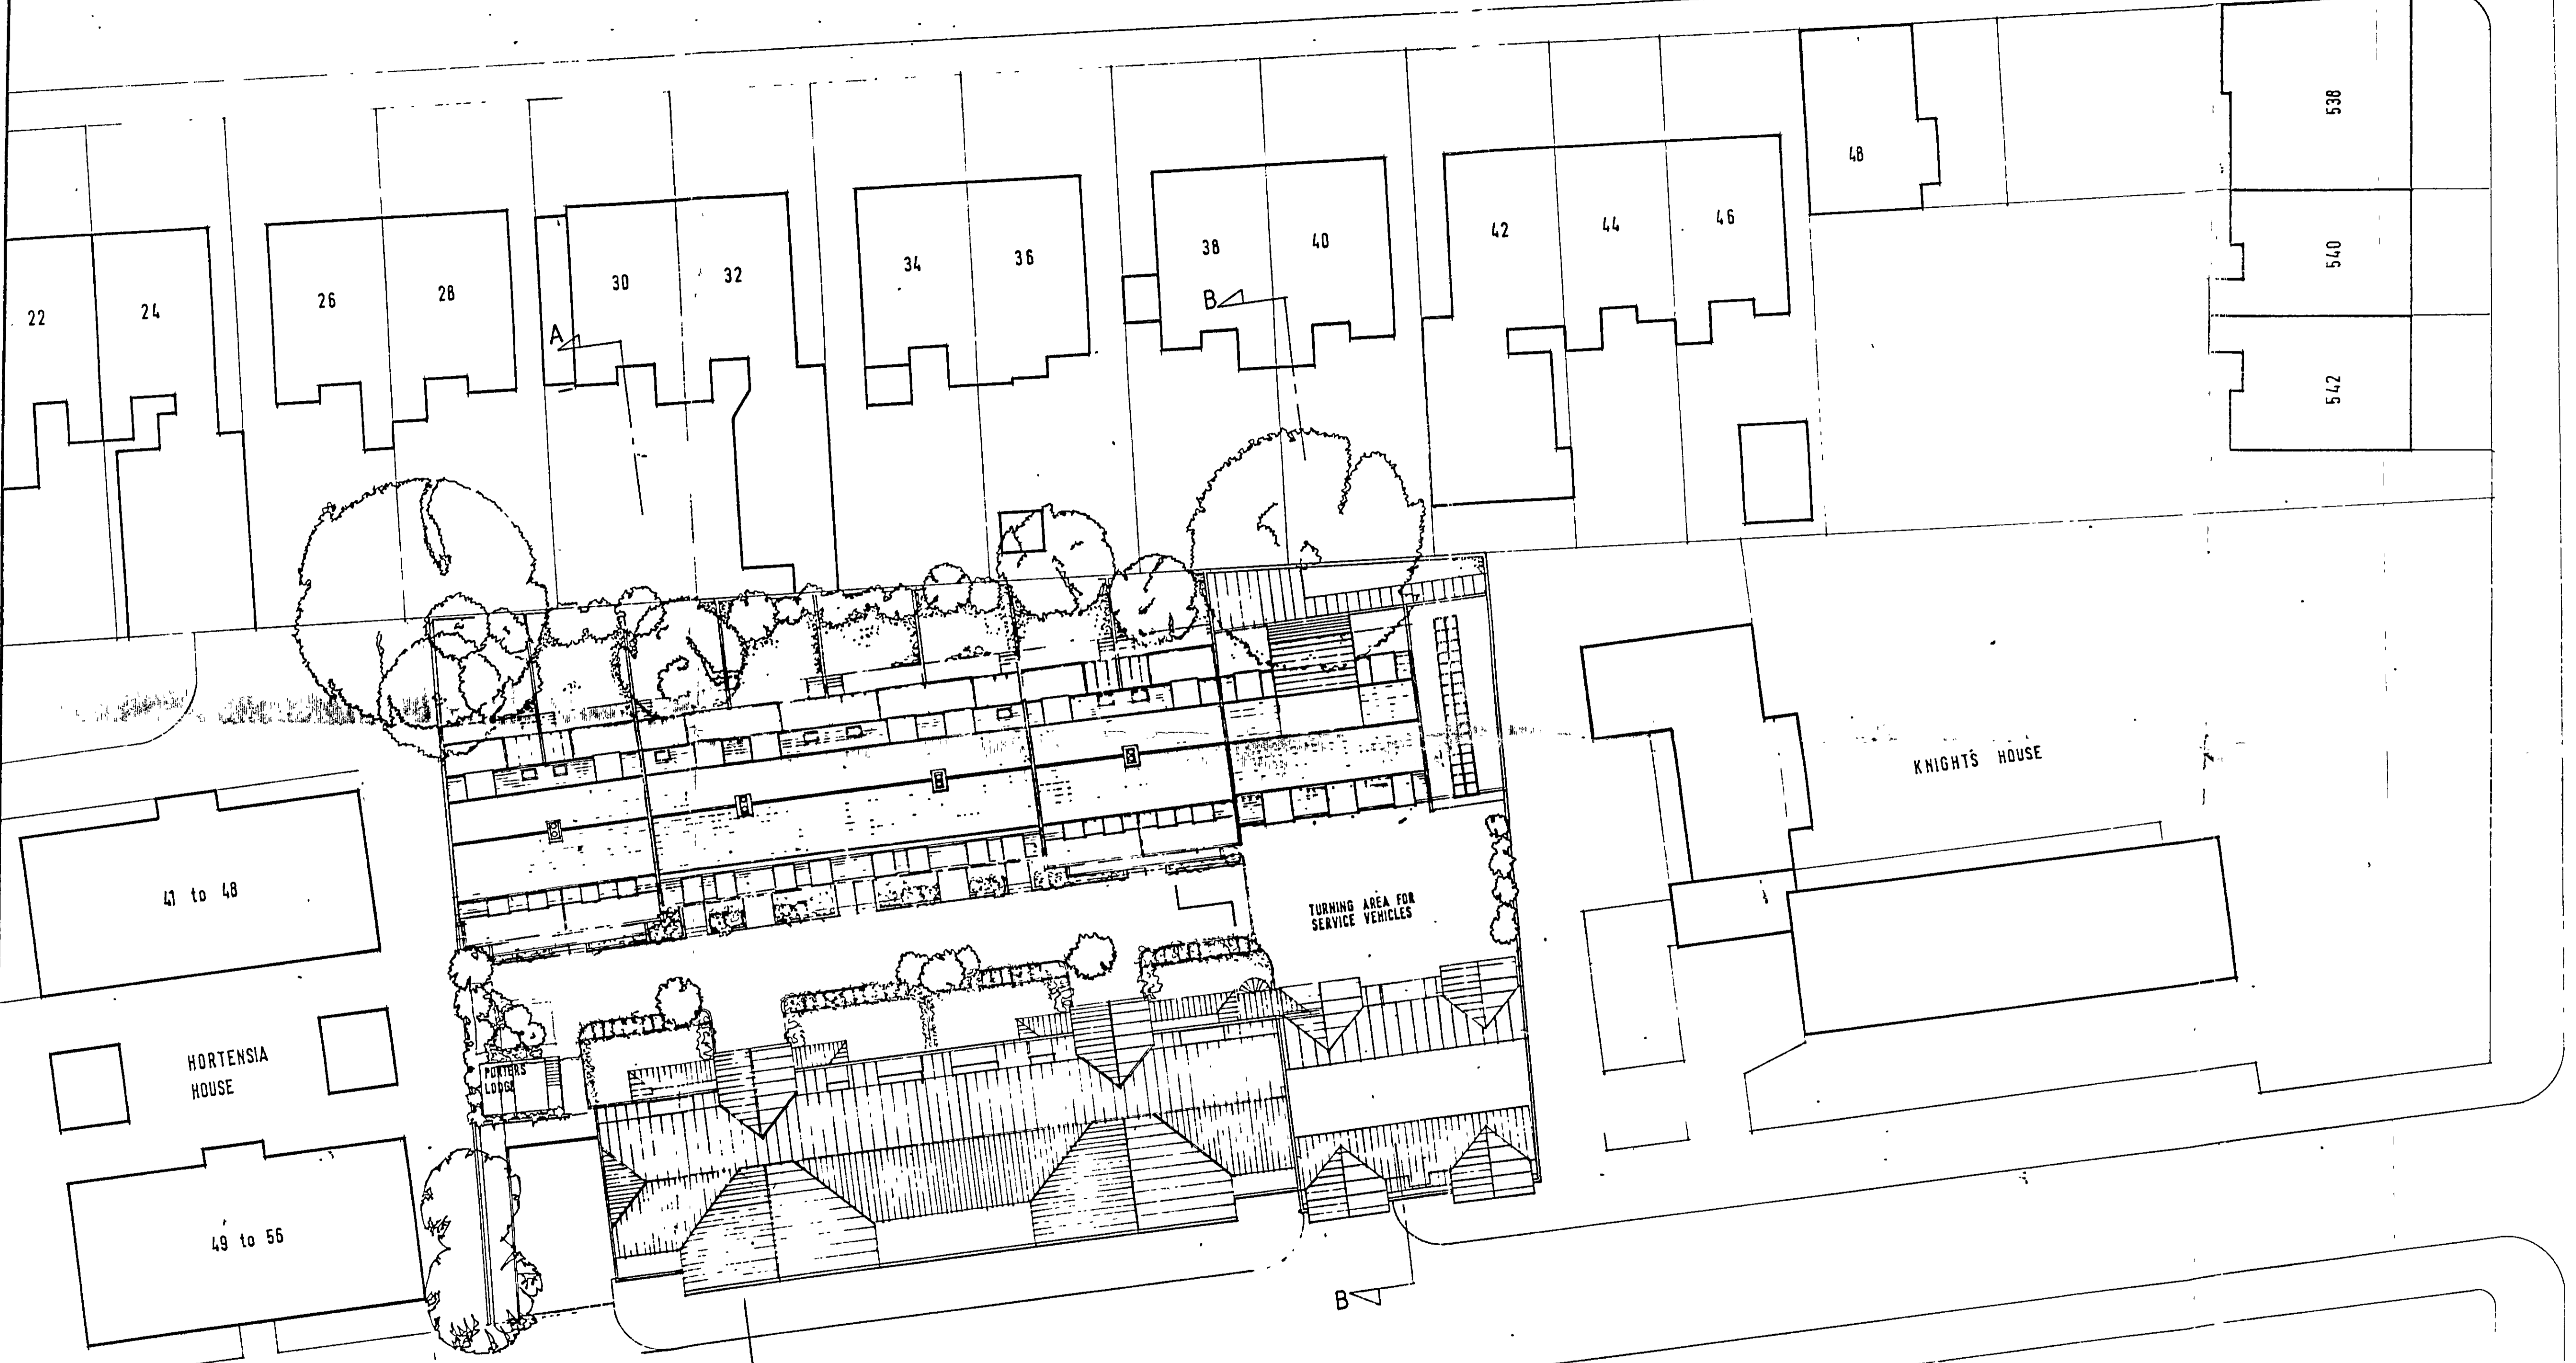 538
48
46
44
42
40
38
36
34
32
30
28
26
24
22
540
542
B
A
KNIGHTS HOUSE
41 to 48
TURNING AREA FOR
SERVICE VEHICLES
HORTENSIA
HOUSE
PORTERS
LODGE
49 to 56
B